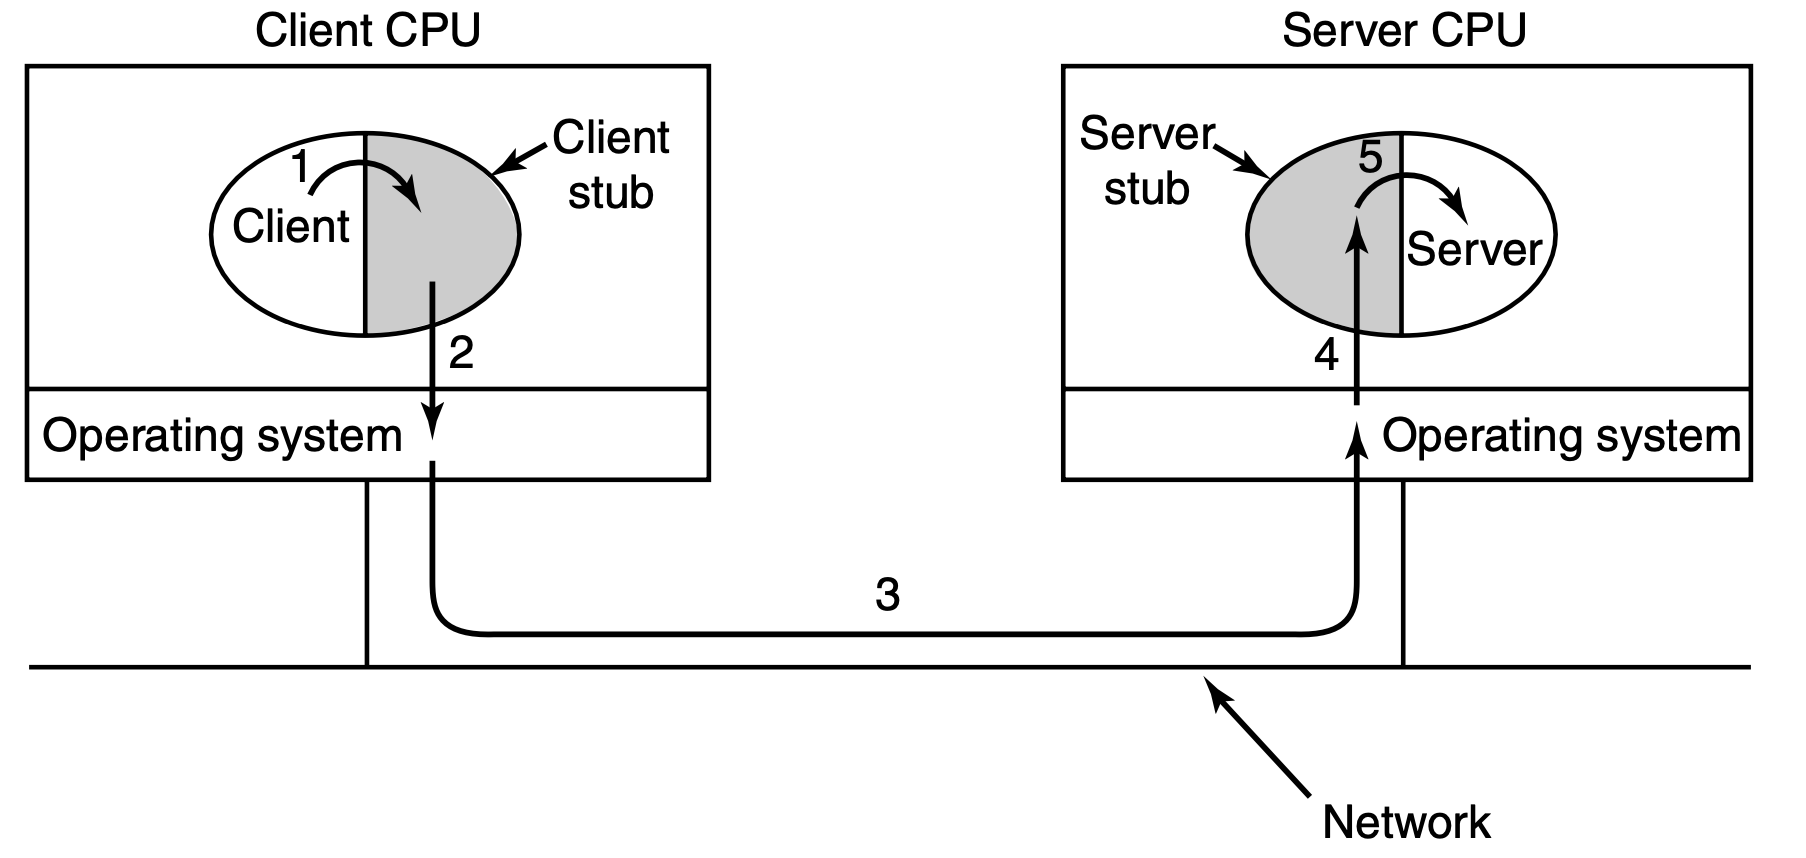 Client CPU
Server CPU
1
Client
Client
stub
2
Operating system
Server
stub
5
Server
4
Operating system
3
Network